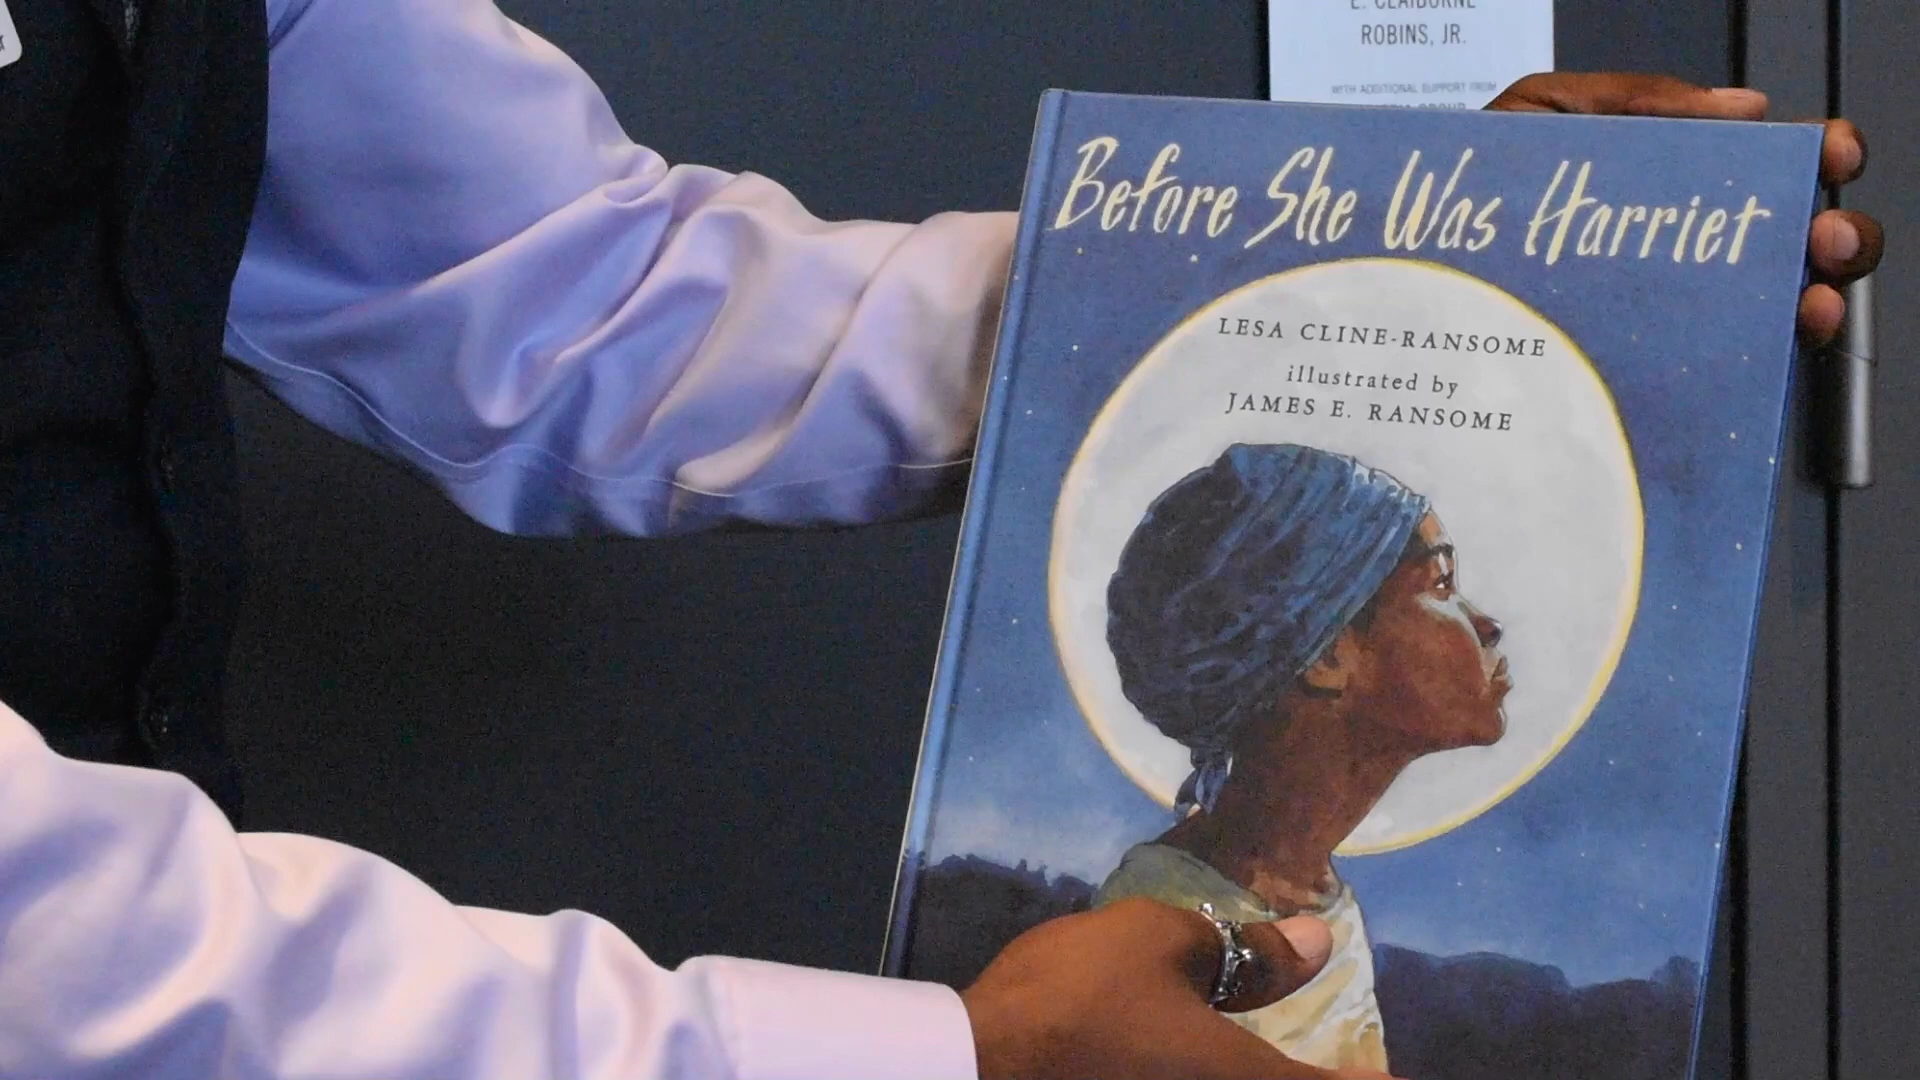 E. CLAIBORNE
ROBINS, JR.
WITH ADDITIONAL SUPPORT FROM
Before She Was Harriet
LESA CLINE-RANSOME
illustrated by
JAMES E. RANSOME